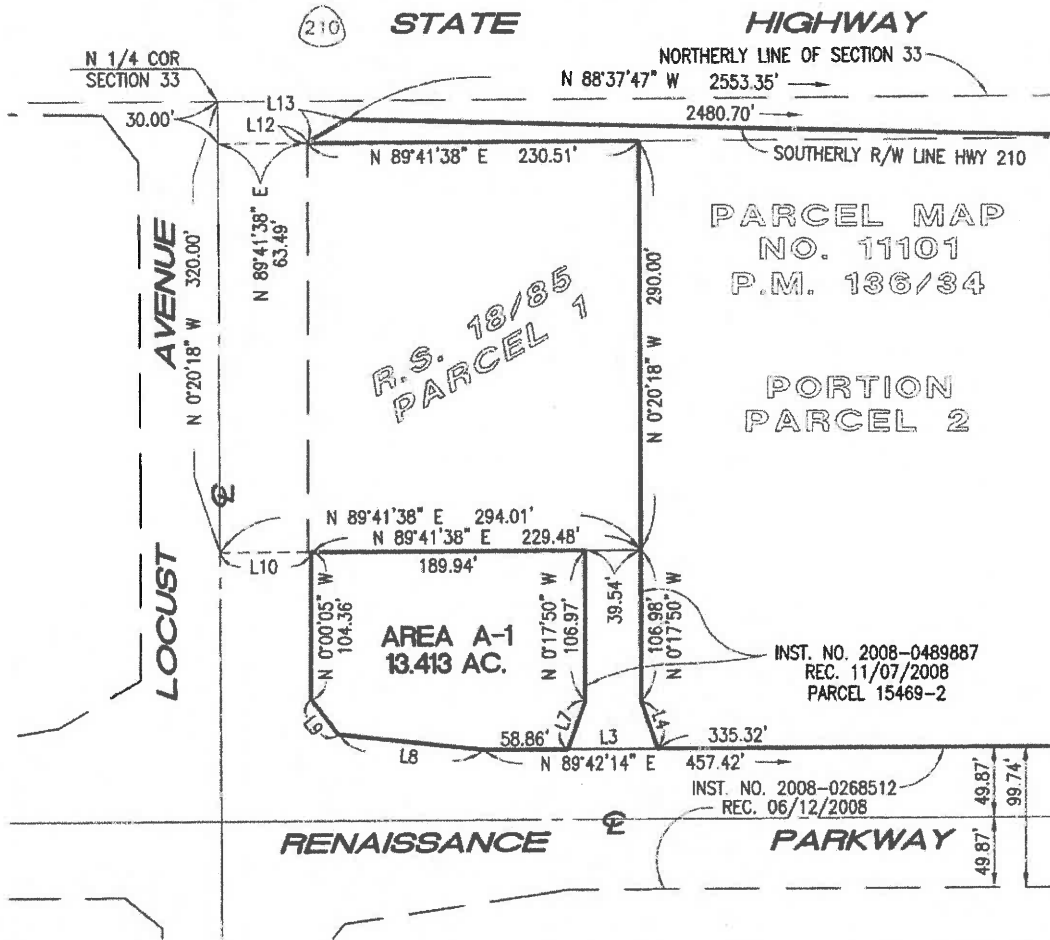 210
STATE HIGHWAY
N 1/4 COR
SECTION 33
NORTHERLY LINE OF SECTION 33
N 88°37'47" W 2553.35'
30.00'
L13
L12
2480.70'
N 89°41'38" E 230.51'
SOUTHERLY R/W LINE HWY 210
N 89°41'38" E
63.49'
LOCUST AVENUE
N 0°20'18" W 320.00'
R.S. 18/85
PARCEL 1
N 0°20'18" W 290.00'
PARCEL MAP
NO. 11101
P.M. 136/34
PORTION
PARCEL 2
N 89°41'38" E 294.01'
N 89°41'38" E 229.48'
L10
189.94'
39.54'
N 0°00'05" W
104.36'
AREA A-1
13.413 AC.
N 0°17'50" W
106.97'
106.98'
N 0°17'50" W
INST. NO. 2008-0489887
REC. 11/07/2008
PARCEL 15469-2
L9
L8
58.86'
L7
L3
L4
335.32'
N 89°42'14" E 457.42'
INST. NO. 2008-0268512
REC. 06/12/2008
49.87'
99.74'
49.87'
RENAISSANCE PARKWAY